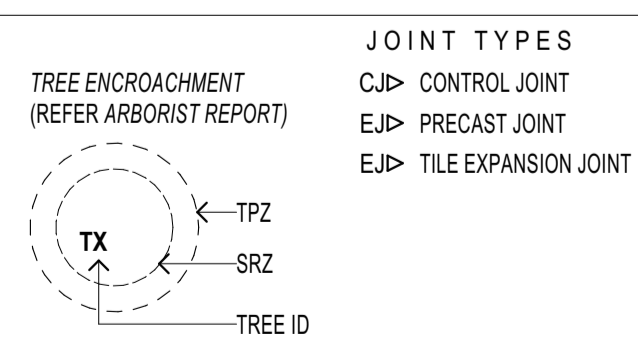 TREE ENCROACHMENT
(REFER ARBORIST REPORT)
TX
TPZ
SRZ
TREE ID
JOINT TYPES
CJ▷ CONTROL JOINT
EJ▷ PRECAST JOINT
EJ▷ TILE EXPANSION JOINT